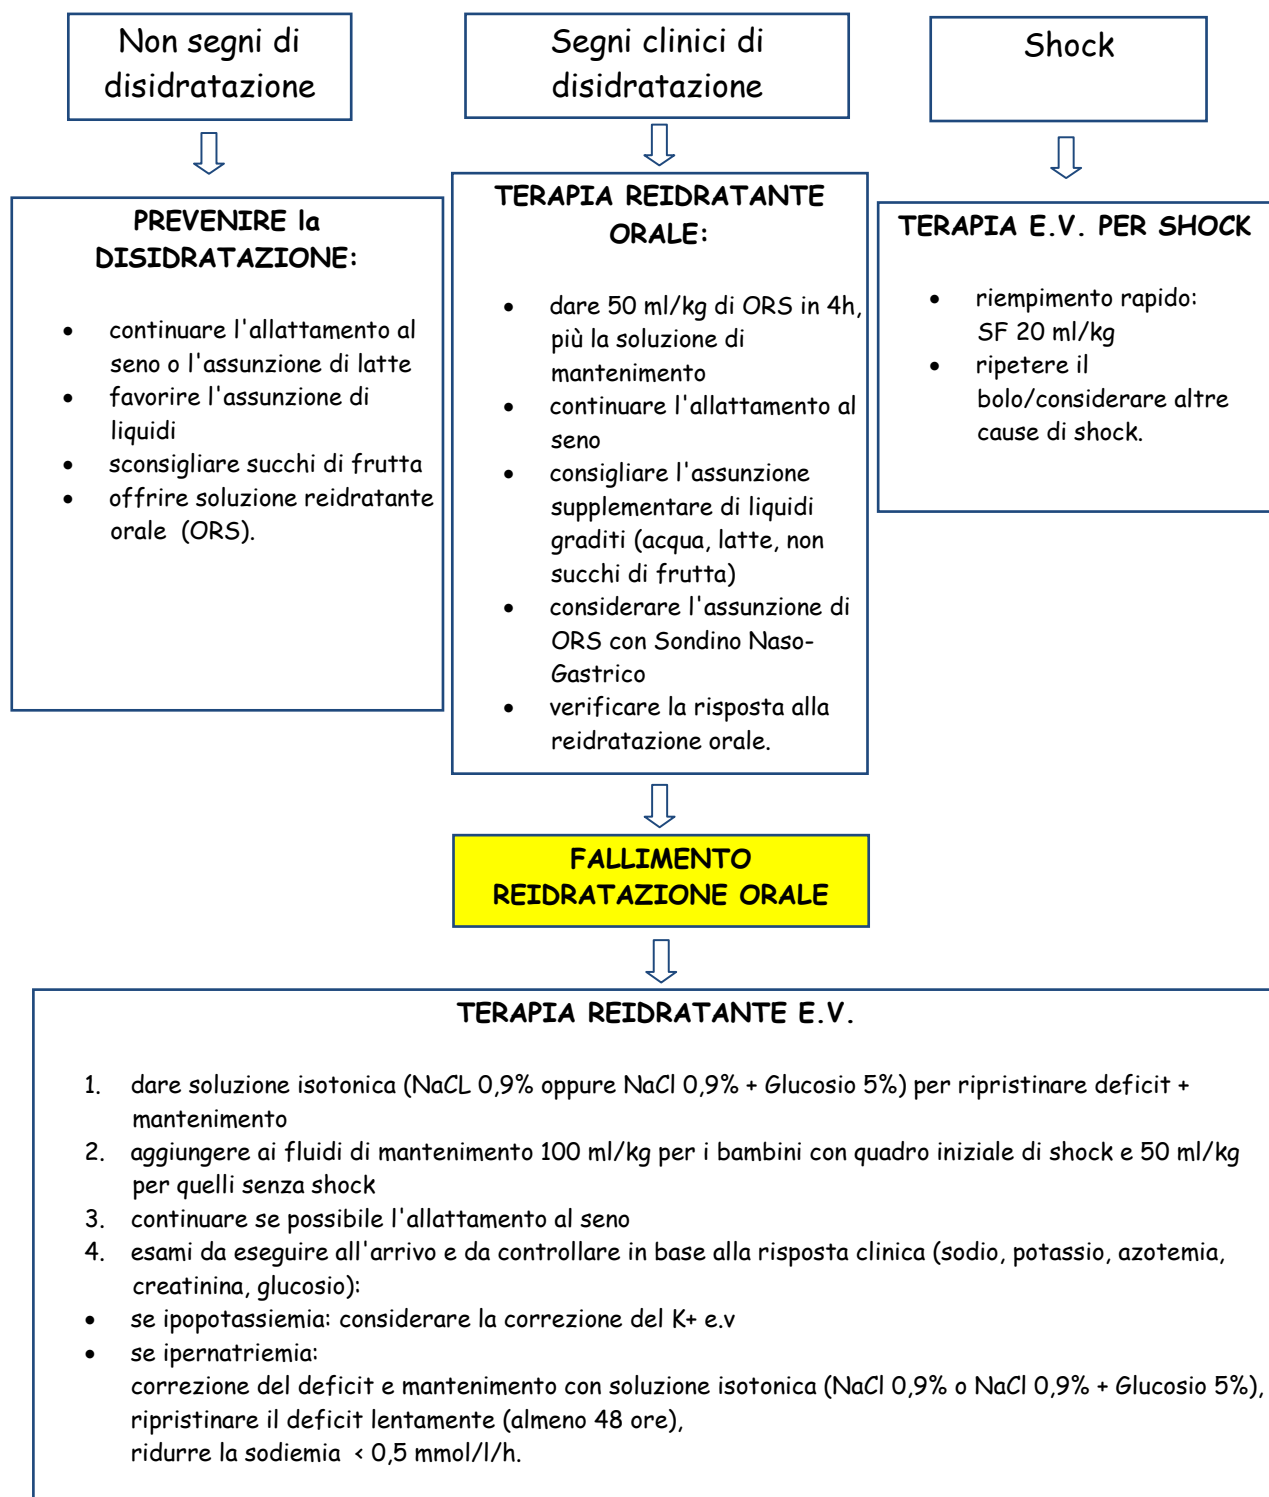 Non segni di
disidratazione
Segni clinici di
disidratazione
Shock
PREVENIRE la
DISIDRATAZIONE:
• continuare l'allattamento al
seno o l'assunzione di latte
• favorire l'assunzione di
liquidi
• sconsigliare succhi di frutta
• offrire soluzione reidratante
orale (ORS).
TERAPIA REIDRATANTE
ORALE:
• dare 50 ml/kg di ORS in 4h,
più la soluzione di
mantenimento
• continuare l'allattamento al
seno
• consigliare l'assunzione
supplementare di liquidi
graditi (acqua, latte, non
succhi di frutta)
• considerare l'assunzione di
ORS con Sondino Naso-
Gastrico
• verificare la risposta alla
reidratazione orale.
TERAPIA E.V. PER SHOCK
• riempimento rapido:
SF 20 ml/kg
• ripetere il
bolo/considerare altre
cause di shock.
FALLIMENTO
REIDRATAZIONE ORALE
TERAPIA REIDRATANTE E.V.
1. dare soluzione isotonica (NaCL 0,9% oppure NaCl 0,9% + Glucosio 5%) per ripristinare deficit +
mantenimento
2. aggiungere ai fluidi di mantenimento 100 ml/kg per i bambini con quadro iniziale di shock e 50 ml/kg
per quelli senza shock
3. continuare se possibile l'allattamento al seno
4. esami da eseguire all'arrivo e da controllare in base alla risposta clinica (sodio, potassio, azotemia,
creatinina, glucosio):
• se ipopotassiemia: considerare la correzione del K+ e.v
• se ipernatriemia:
correzione del deficit e mantenimento con soluzione isotonica (NaCl 0,9% o NaCl 0,9% + Glucosio 5%),
ripristinare il deficit lentamente (almeno 48 ore),
ridurre la sodiemia < 0,5 mmol/l/h.